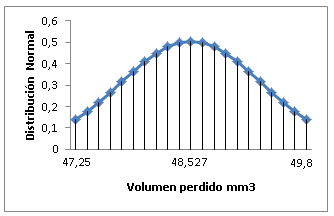 0,6
0,5
0,4
0,3
0,2
0,1
0
Distribución Normal
47,25 48,527 49,8
Volumen perdido mm3